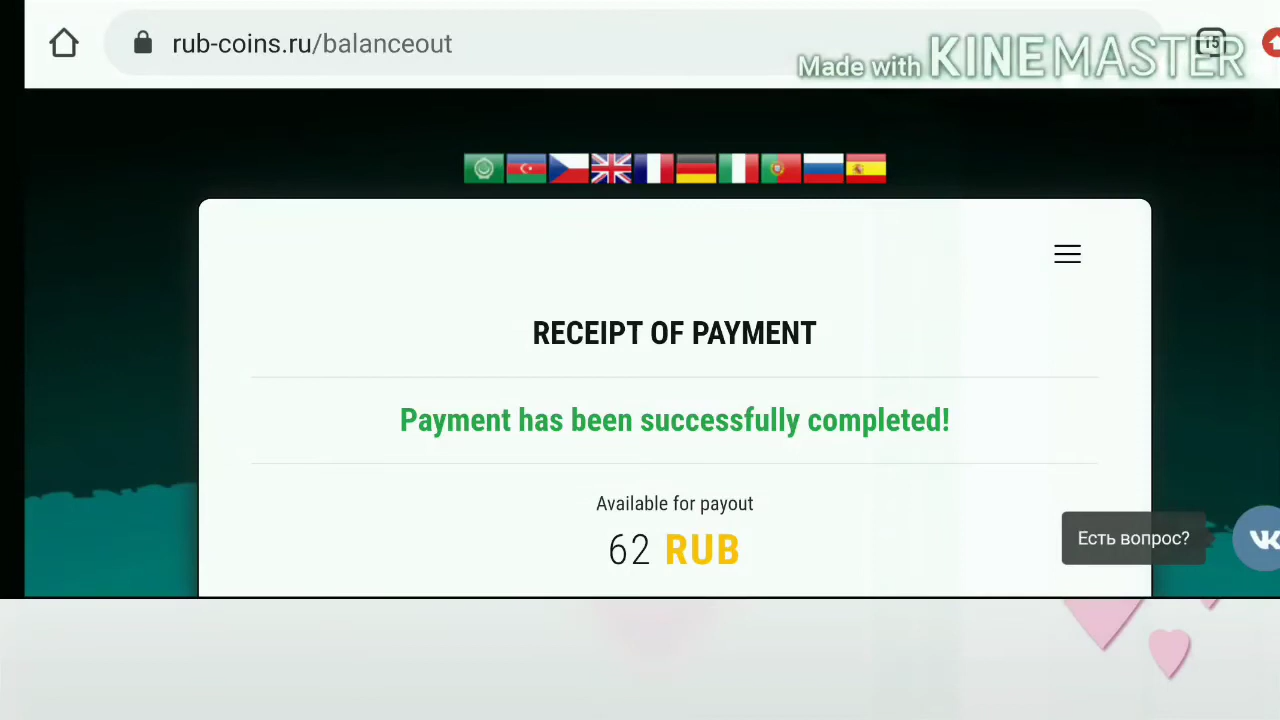 rub-coins.ru/balanceout
15
Made with KINEMASTER
RECEIPT OF PAYMENT
Payment has been successfully completed!
Available for payout
62 RUB
Есть вопрос?